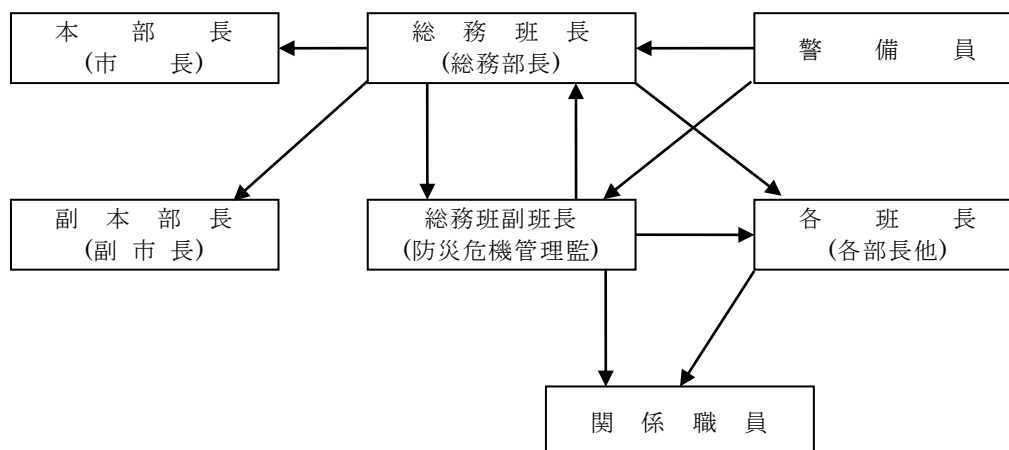 本部長
(市長)
総務班長
(総務部長)
警備員
副本部長
(副市長)
総務班副班長
(防災危機管理監)
各班長
(各部長他)
関係職員